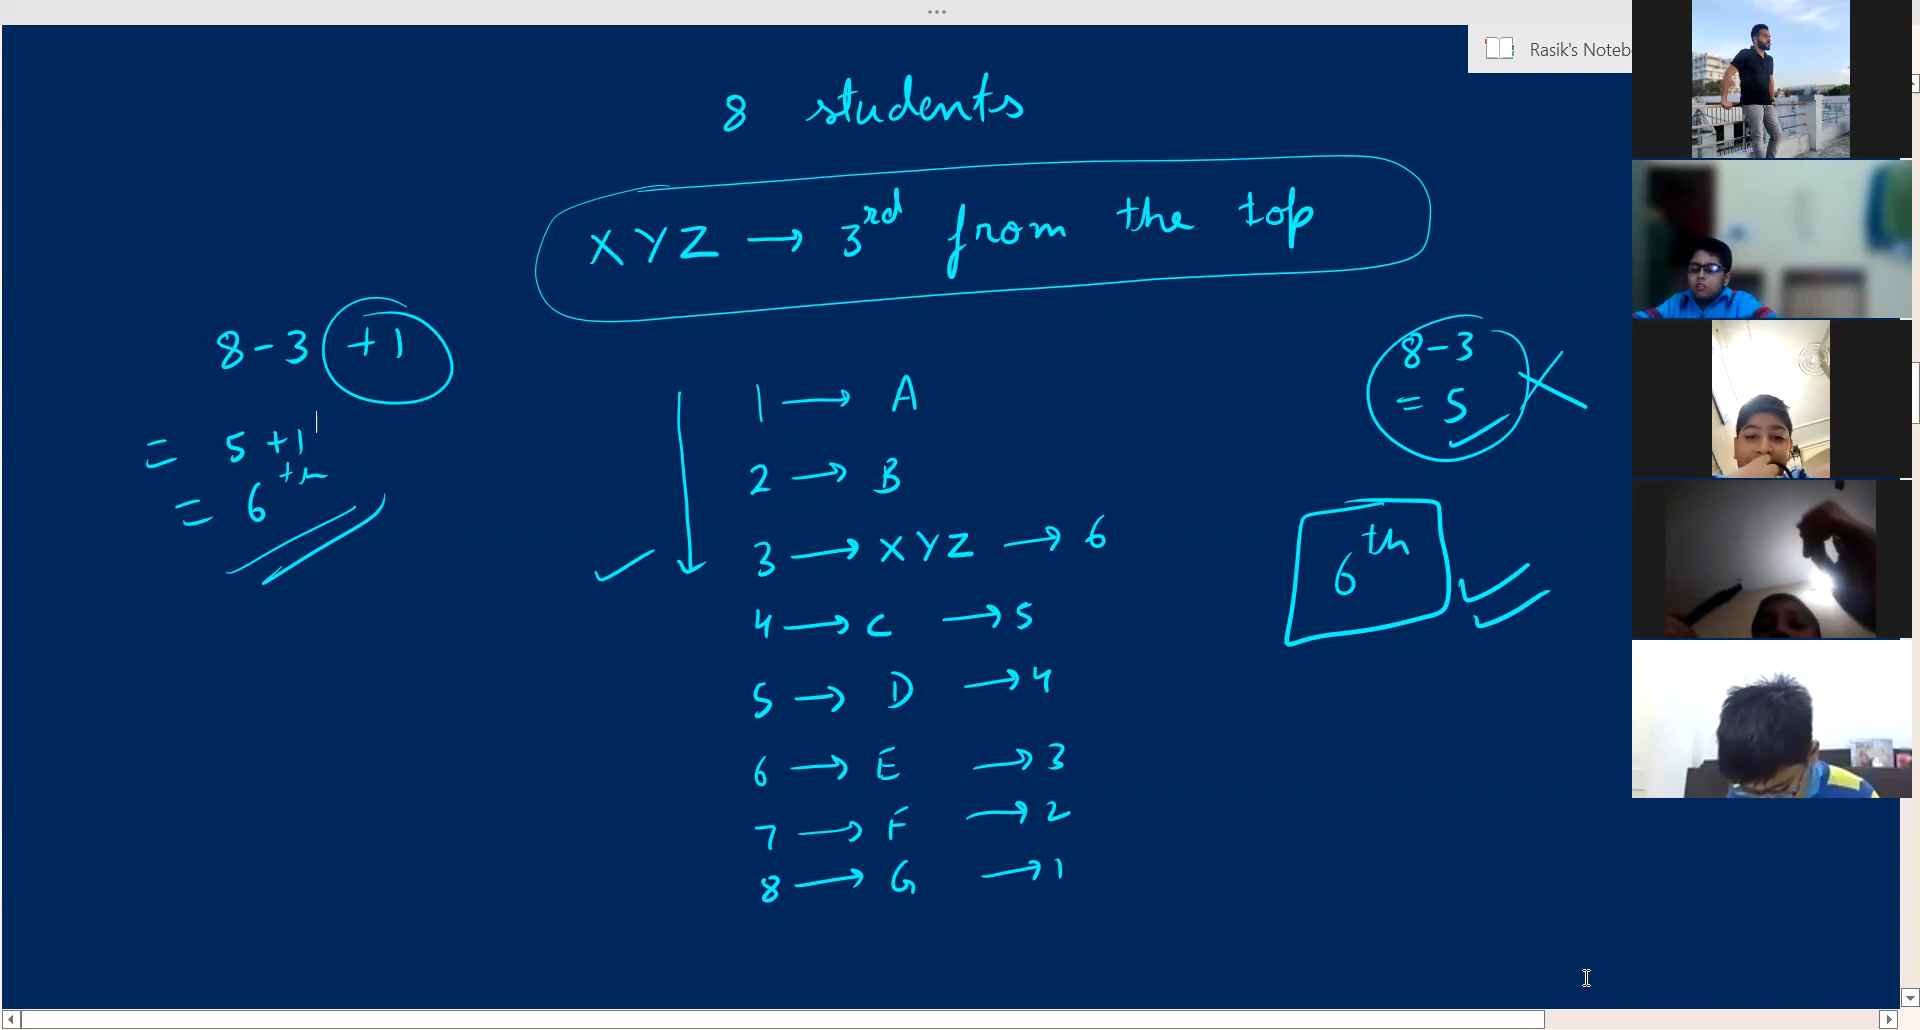 Rasik's Noteb
8 students
XYZ → 3rd from the top
8-3 +1
= 5 +1
= 6th
8-3
= 5
6th
1 → A
2 → B
3 → XYZ → 6
4 → C → 5
5 → D → 4
6 → E → 3
7 → F → 2
8 → G → 1